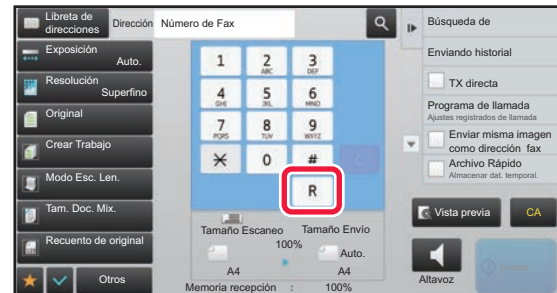 Libreta de
direcciones
Dirección
Número de Fax
Exposición
Auto.
Resolución
Superfino
Original
Crear Trabajo
Modo Esc. Len.
Tam. Doc. Mix.
Recuento de original
Otros
1
2
ABC
3
DEF
4
GHI
5
JKL
6
MNO
7
PQRS
8
TUV
9
WXYZ
0
#
C
R
Tamaño Escaneo
Tamaño Envío
100%
Auto.
A4
A4
Memoria recepción : 100%
Búsqueda de
Enviando historial
TX directa
Programa de llamada
Ajustes registrados de llamada
Enviar misma imagen
como dirección fax
Archivo Rápido
Almacenar dat. temporal.
Vista previa
CA
Altavoz